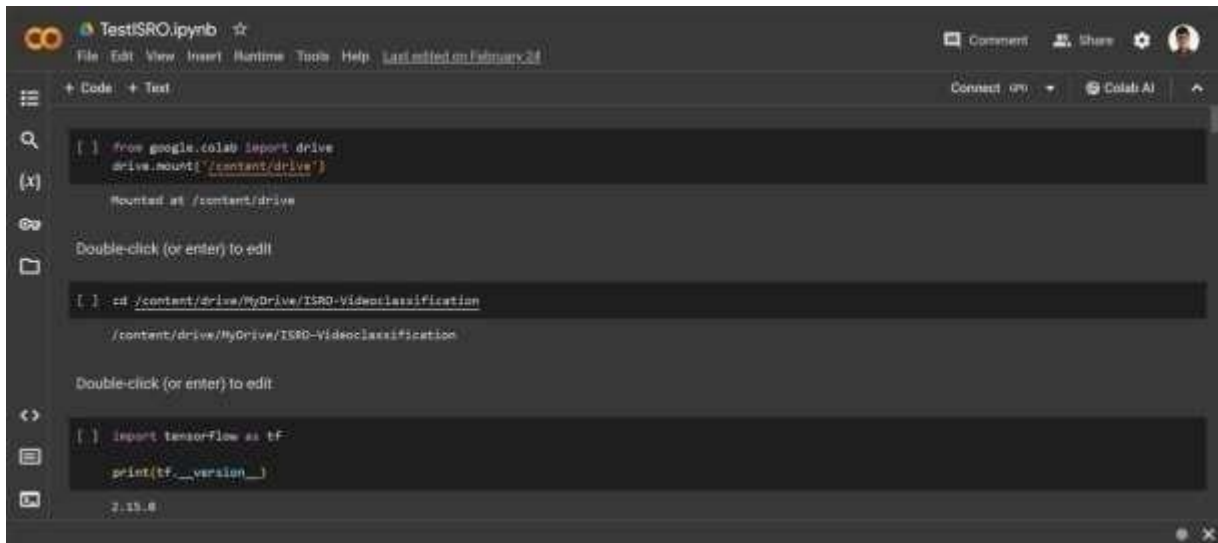 TestISRO.ipynb
File Edit View Insert Runtime Tools Help Last edited on February 24
Comment Share
+ Code + Text
Connect GPU Colab AI
[ ] from google.colab import drive
drive.mount('/content/drive')
Mounted at /content/drive
Double-click (or enter) to edit
[ ] cd /content/drive/MyDrive/ISRO-Videoclassification
/content/drive/MyDrive/ISRO-Videoclassification
Double-click (or enter) to edit
[ ] import tensorflow as tf
print(tf.__version__)
2.15.0